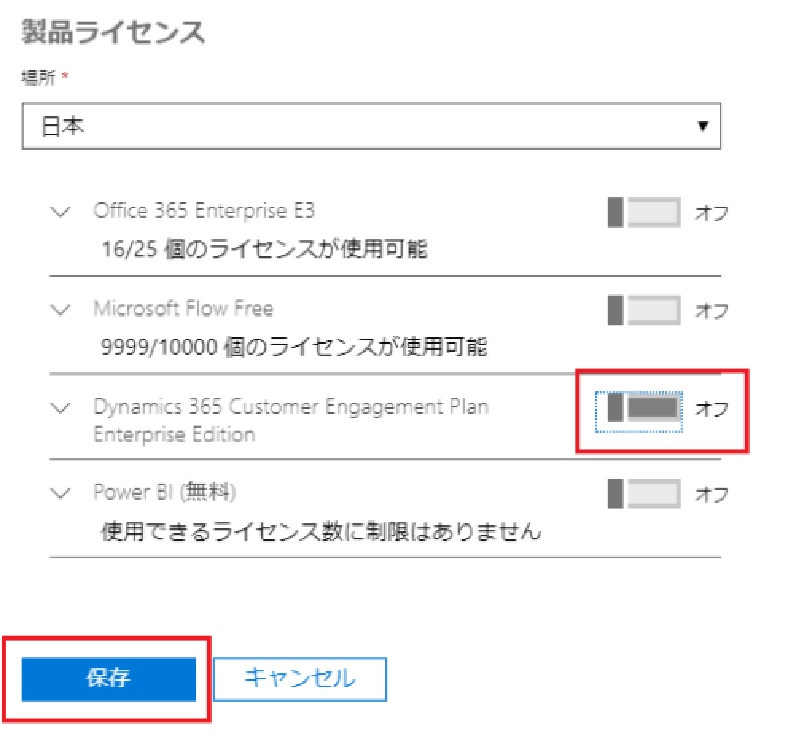 製品ライセンス
場所 *
日本
Office 365 Enterprise E3
オフ
16/25 個のライセンスが使用可能
Microsoft Flow Free
オフ
9999/10000 個のライセンスが使用可能
Dynamics 365 Customer Engagement Plan
Enterprise Edition
オフ
Power BI (無料)
オフ
使用できるライセンス数に制限はありません
保存
キャンセル